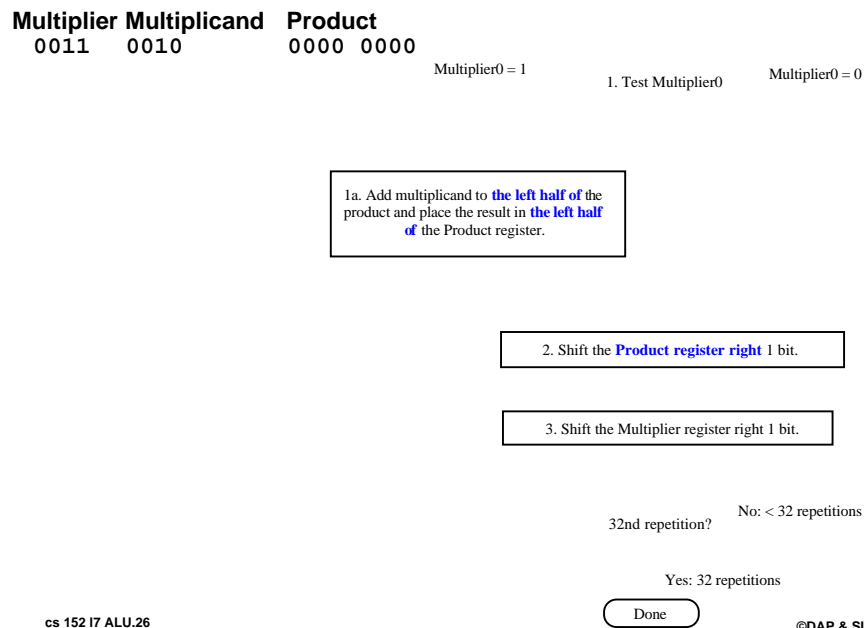 Multiplier Multiplicand Product
0011 0010 0000 0000
Multiplier0 = 1
1. Test Multiplier0
Multiplier0 = 0
1a. Add multiplicand to the left half of the
product and place the result in the left half
of the Product register.
2. Shift the Product register right 1 bit.
3. Shift the Multiplier register right 1 bit.
32nd repetition?
No: < 32 repetitions
Yes: 32 repetitions
Done
cs 152 l7 ALU.26
©DAP &